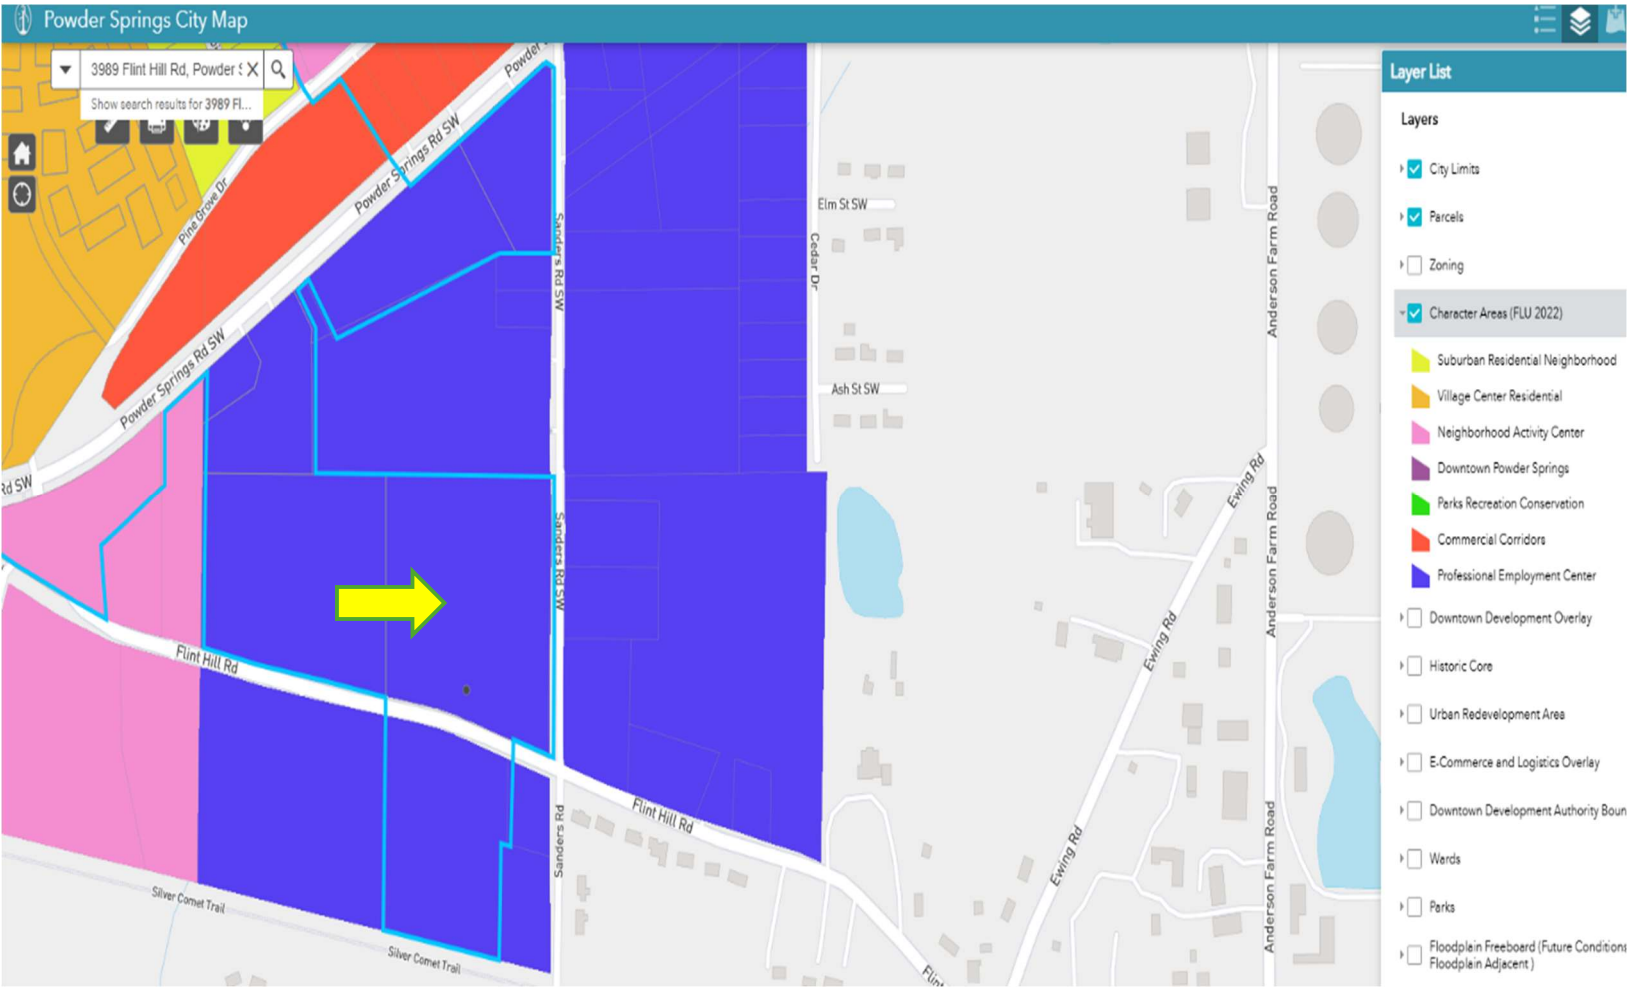 Powder Springs City Map
3989 Flint Hill Rd, Powder S
Show search results for 3989 Fl...
Powder
Powder Springs Rd SW
Pine Grove Dr
Powder Springs Rd SW
Rd SW
Sanders Rd SW
Sanders Rd SW
Sanders Rd
Flint Hill Rd
Flint Hill Rd
Flint
Silver Comet Trail
Silver Comet Trail
Elm St SW
Cedar Dr
Ash St SW
Ewing Rd
Ewing Rd
Ewing Rd
Anderson Farm Road
Anderson Farm Road
Anderson Farm Road
Layer List
Layers
City Limits
Parcels
Zoning
Character Areas (FLU 2022)
Suburban Residential Neighborhood
Village Center Residential
Neighborhood Activity Center
Downtown Powder Springs
Parks Recreation Conservation
Commercial Corridors
Professional Employment Center
Downtown Development Overlay
Historic Core
Urban Redevelopment Area
E-Commerce and Logistics Overlay
Downtown Development Authority Boun
Wards
Parks
Floodplain Freeboard (Future Conditions
Floodplain Adjacent )